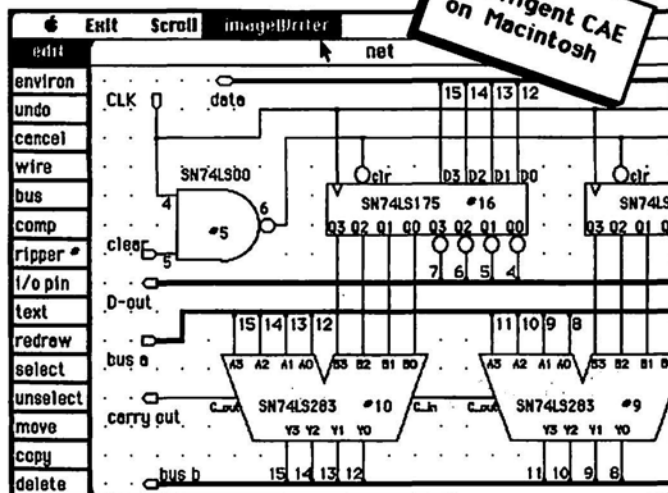 Exit Scroll imageWriter
CAE
on Macintosh
edit net
environ
undo
cancel
wire
bus
comp
ripper #
i/o pin
text
redraw
select
unselect
move
copy
delete
CLK data 15 14 13 12
SN74LS00
4 6
#5
clear 5
clr D3 D2 D1 D0
SN74LS175 #16
Q3 Q2 Q1 Q0 Q3 Q2 Q1 Q0
7 6 5 4
clr
Q3 Q2
D-out
bus a
15 14 13 12
11 10 9 8
A3 A2 A1 A0 B3 B2 B1 B0
A3 A2 A1 A0 B3 B2 B1
carry out C_out SN74LS283 #10 C_in
C_out SN74LS283 #9
Y3 Y2 Y1 Y0
Y3 Y2 Y1 Y0
bus b 15 14 13 12
11 10 9 8